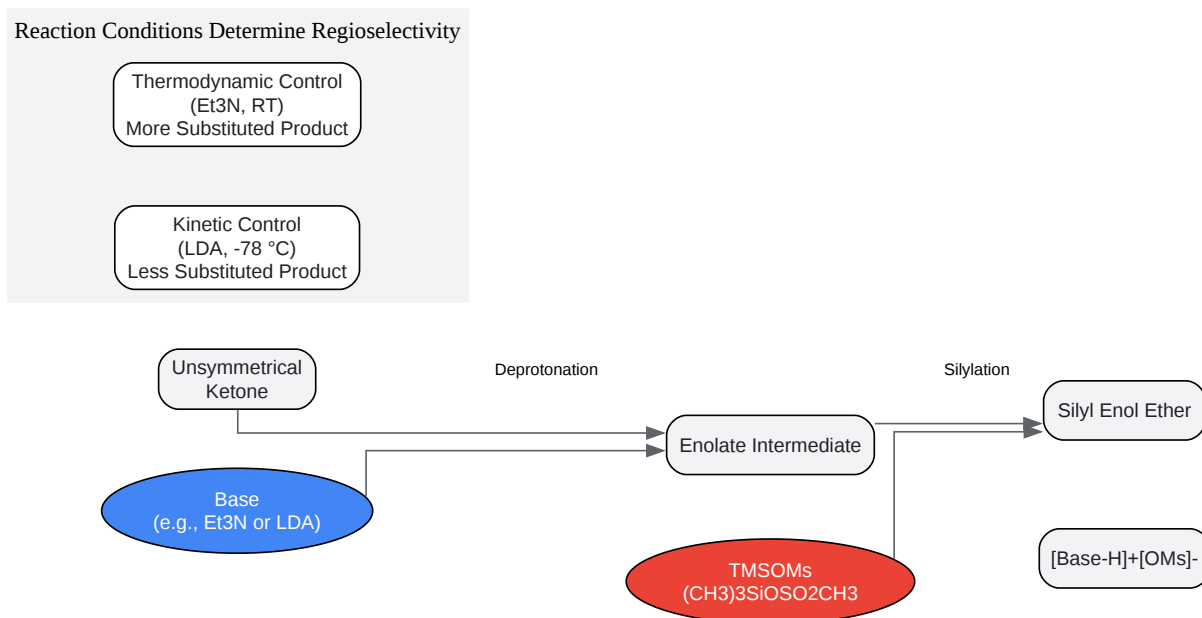 Reaction Conditions Determine Regioselectivity
Thermodynamic Control
(Et3N, RT)
More Substituted Product
Kinetic Control
(LDA, -78 °C)
Less Substituted Product
Unsymmetrical
Ketone
Deprotonation
Silylation
Silyl Enol Ether
Enolate Intermediate
Base
(e.g., Et3N or LDA)
TMSOMs
(CH3)3SiOSO2CH3
[Base-H]+[OMs]-